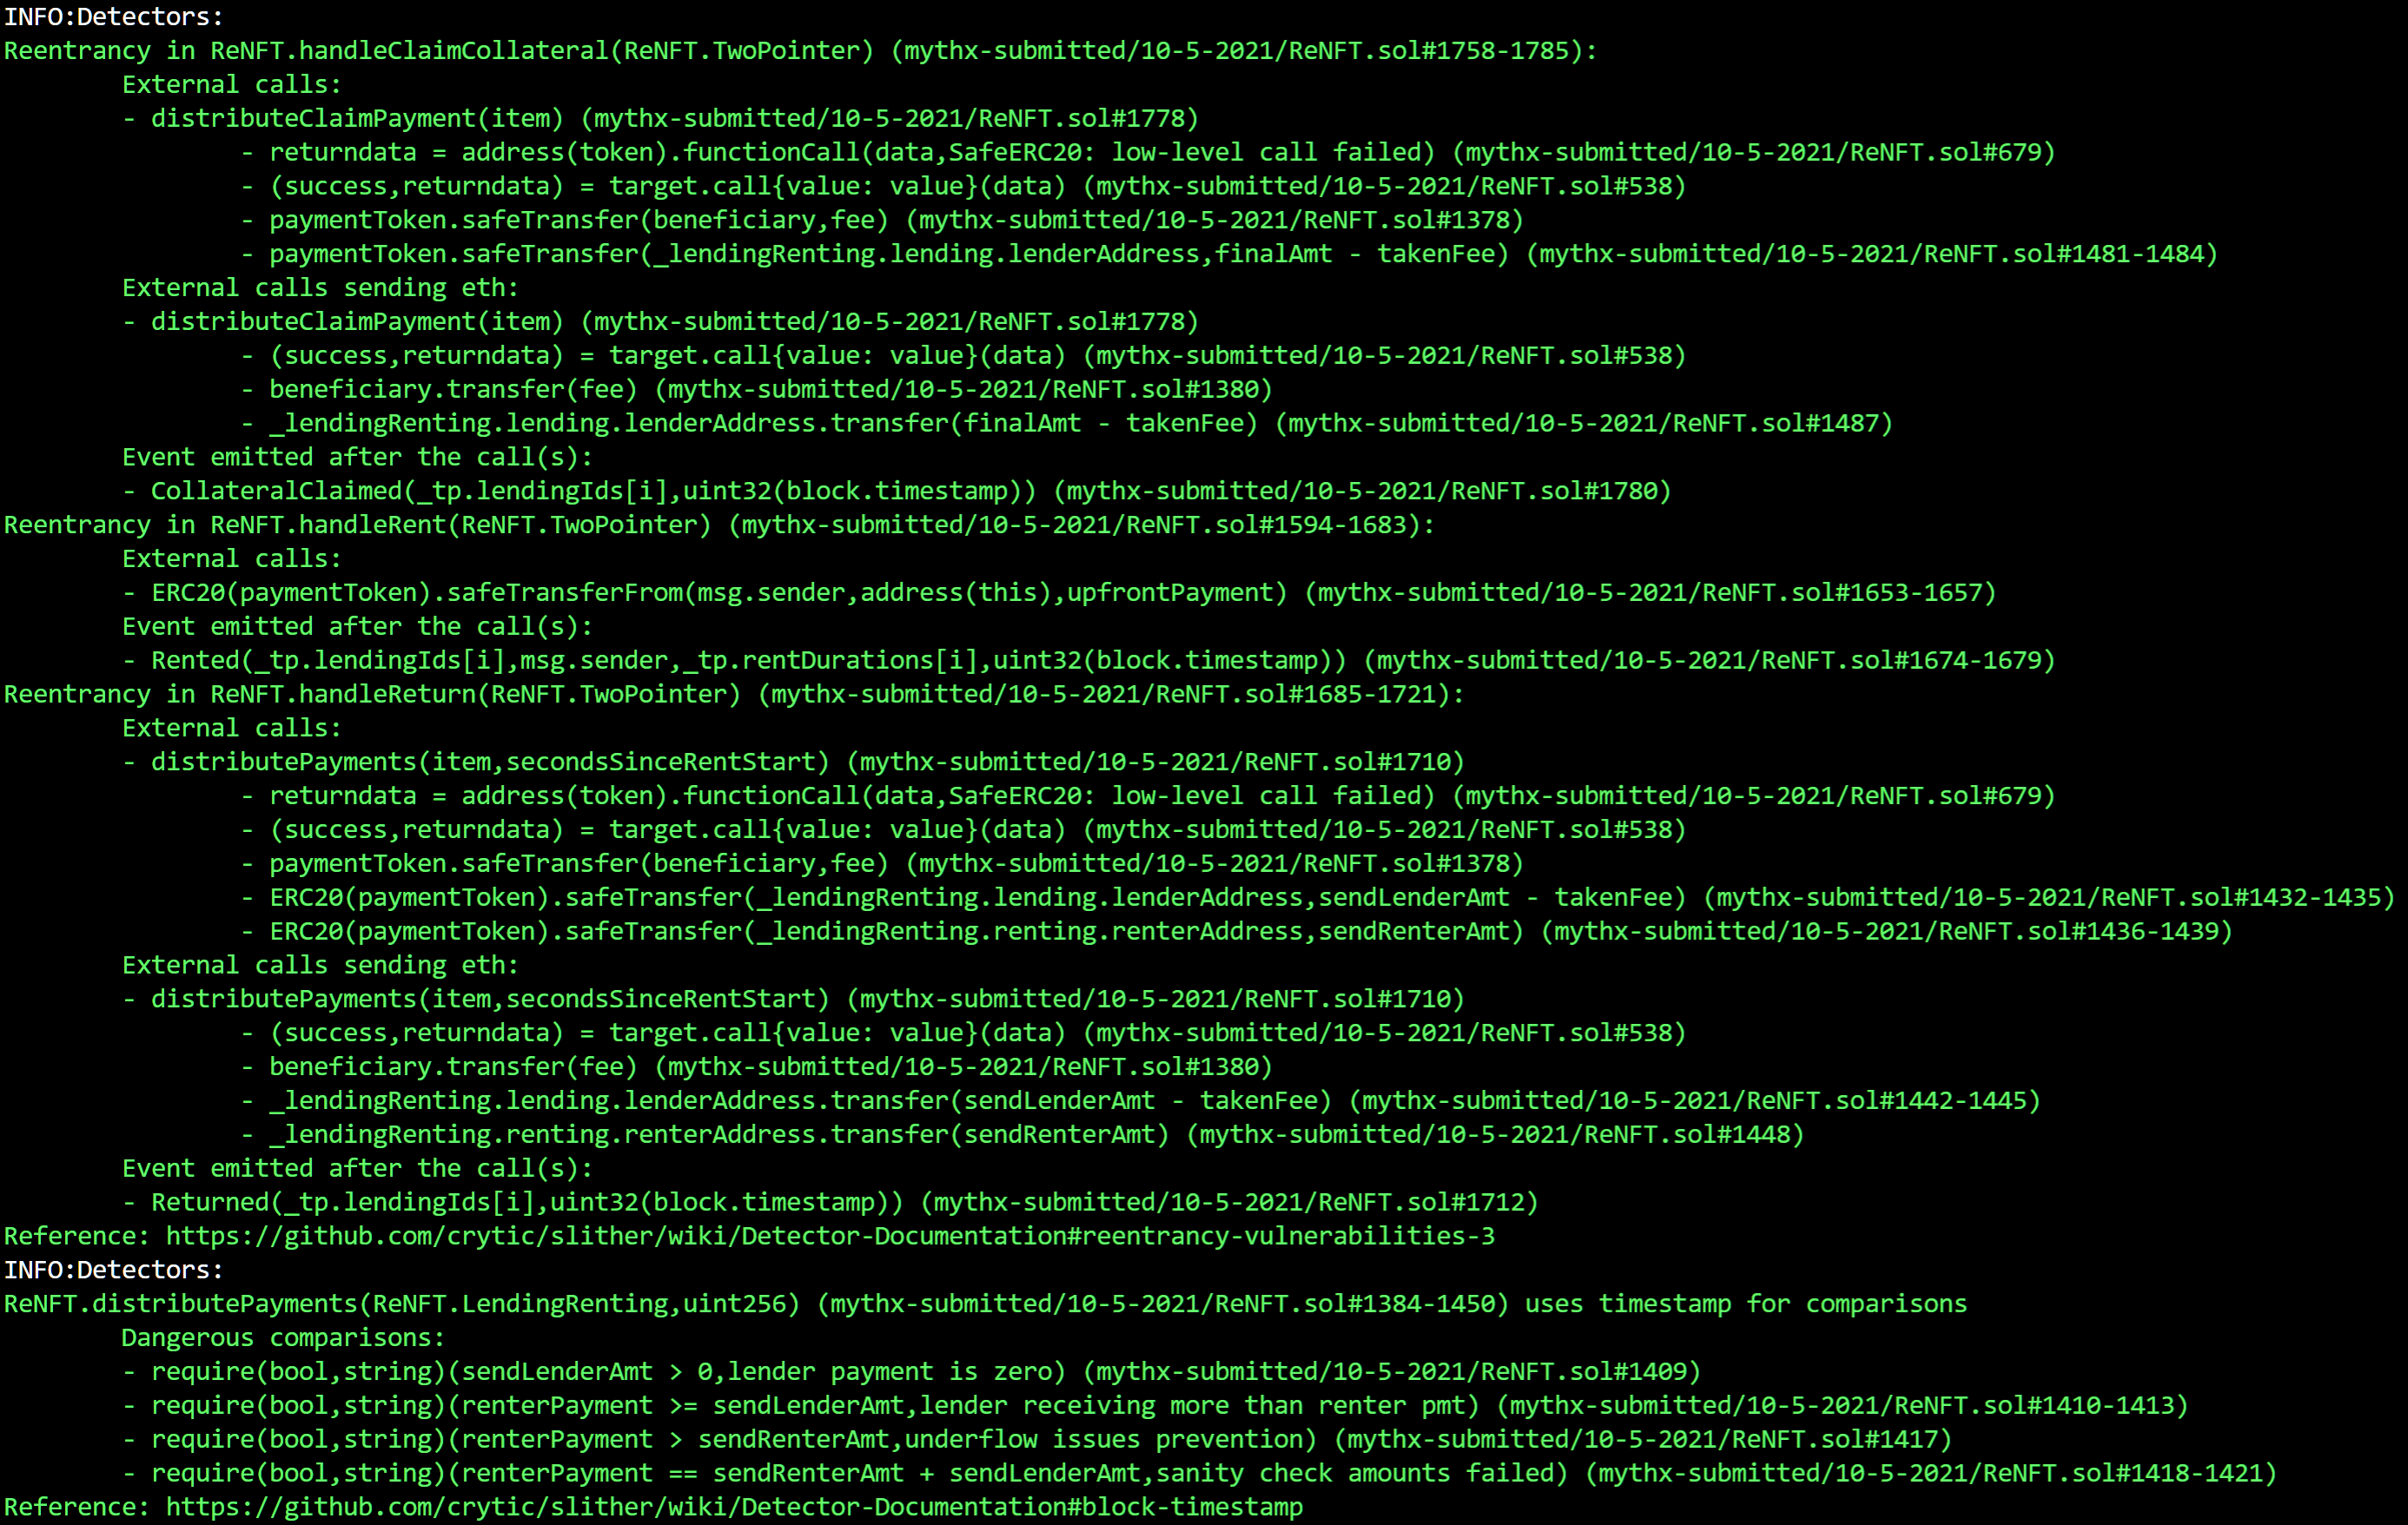 INFO:Detectors:
Reentrancy in ReNFT.handleClaimCollateral(ReNFT.TwoPointer) (mythx-submitted/10-5-2021/ReNFT.sol#1758-1785):
External calls:
- distributeClaimPayment(item) (mythx-submitted/10-5-2021/ReNFT.sol#1778)
- returndata = address(token).functionCall(data,SafeERC20: low-level call failed) (mythx-submitted/10-5-2021/ReNFT.sol#679)
- (success,returndata) = target.call{value: value}(data) (mythx-submitted/10-5-2021/ReNFT.sol#538)
- paymentToken.safeTransfer(beneficiary,fee) (mythx-submitted/10-5-2021/ReNFT.sol#1378)
- paymentToken.safeTransfer(_lendingRenting.lending.lenderAddress,finalAmt - takenFee) (mythx-submitted/10-5-2021/ReNFT.sol#1481-1484)
External calls sending eth:
- distributeClaimPayment(item) (mythx-submitted/10-5-2021/ReNFT.sol#1778)
- (success,returndata) = target.call{value: value}(data) (mythx-submitted/10-5-2021/ReNFT.sol#538)
- beneficiary.transfer(fee) (mythx-submitted/10-5-2021/ReNFT.sol#1380)
- _lendingRenting.lending.lenderAddress.transfer(finalAmt - takenFee) (mythx-submitted/10-5-2021/ReNFT.sol#1487)
Event emitted after the call(s):
- CollateralClaimed(_tp.lendingIds[i],uint32(block.timestamp)) (mythx-submitted/10-5-2021/ReNFT.sol#1780)
Reentrancy in ReNFT.handleRent(ReNFT.TwoPointer) (mythx-submitted/10-5-2021/ReNFT.sol#1594-1683):
External calls:
- ERC20(paymentToken).safeTransferFrom(msg.sender,address(this),upfrontPayment) (mythx-submitted/10-5-2021/ReNFT.sol#1653-1657)
Event emitted after the call(s):
- Rented(_tp.lendingIds[i],msg.sender,_tp.rentDurations[i],uint32(block.timestamp)) (mythx-submitted/10-5-2021/ReNFT.sol#1674-1679)
Reentrancy in ReNFT.handleReturn(ReNFT.TwoPointer) (mythx-submitted/10-5-2021/ReNFT.sol#1685-1721):
External calls:
- distributePayments(item,secondsSinceRentStart) (mythx-submitted/10-5-2021/ReNFT.sol#1710)
- returndata = address(token).functionCall(data,SafeERC20: low-level call failed) (mythx-submitted/10-5-2021/ReNFT.sol#679)
- (success,returndata) = target.call{value: value}(data) (mythx-submitted/10-5-2021/ReNFT.sol#538)
- paymentToken.safeTransfer(beneficiary,fee) (mythx-submitted/10-5-2021/ReNFT.sol#1378)
- ERC20(paymentToken).safeTransfer(_lendingRenting.lending.lenderAddress,sendLenderAmt - takenFee) (mythx-submitted/10-5-2021/ReNFT.sol#1432-1435)
- ERC20(paymentToken).safeTransfer(_lendingRenting.renting.renterAddress,sendRenterAmt) (mythx-submitted/10-5-2021/ReNFT.sol#1436-1439)
External calls sending eth:
- distributePayments(item,secondsSinceRentStart) (mythx-submitted/10-5-2021/ReNFT.sol#1710)
- (success,returndata) = target.call{value: value}(data) (mythx-submitted/10-5-2021/ReNFT.sol#538)
- beneficiary.transfer(fee) (mythx-submitted/10-5-2021/ReNFT.sol#1380)
- _lendingRenting.lending.lenderAddress.transfer(sendLenderAmt - takenFee) (mythx-submitted/10-5-2021/ReNFT.sol#1442-1445)
- _lendingRenting.renting.renterAddress.transfer(sendRenterAmt) (mythx-submitted/10-5-2021/ReNFT.sol#1448)
Event emitted after the call(s):
- Returned(_tp.lendingIds[i],uint32(block.timestamp)) (mythx-submitted/10-5-2021/ReNFT.sol#1712)
Reference: https://github.com/crytic/slither/wiki/Detector-Documentation#reentrancy-vulnerabilities-3
INFO:Detectors:
ReNFT.distributePayments(ReNFT.LendingRenting,uint256) (mythx-submitted/10-5-2021/ReNFT.sol#1384-1450) uses timestamp for comparisons
Dangerous comparisons:
- require(bool,string)(sendLenderAmt > 0,lender payment is zero) (mythx-submitted/10-5-2021/ReNFT.sol#1409)
- require(bool,string)(renterPayment >= sendLenderAmt,lender receiving more than renter pmt) (mythx-submitted/10-5-2021/ReNFT.sol#1410-1413)
- require(bool,string)(renterPayment > sendRenterAmt,underflow issues prevention) (mythx-submitted/10-5-2021/ReNFT.sol#1417)
- require(bool,string)(renterPayment == sendRenterAmt + sendLenderAmt,sanity check amounts failed) (mythx-submitted/10-5-2021/ReNFT.sol#1418-1421)
Reference: https://github.com/crytic/slither/wiki/Detector-Documentation#block-timestamp